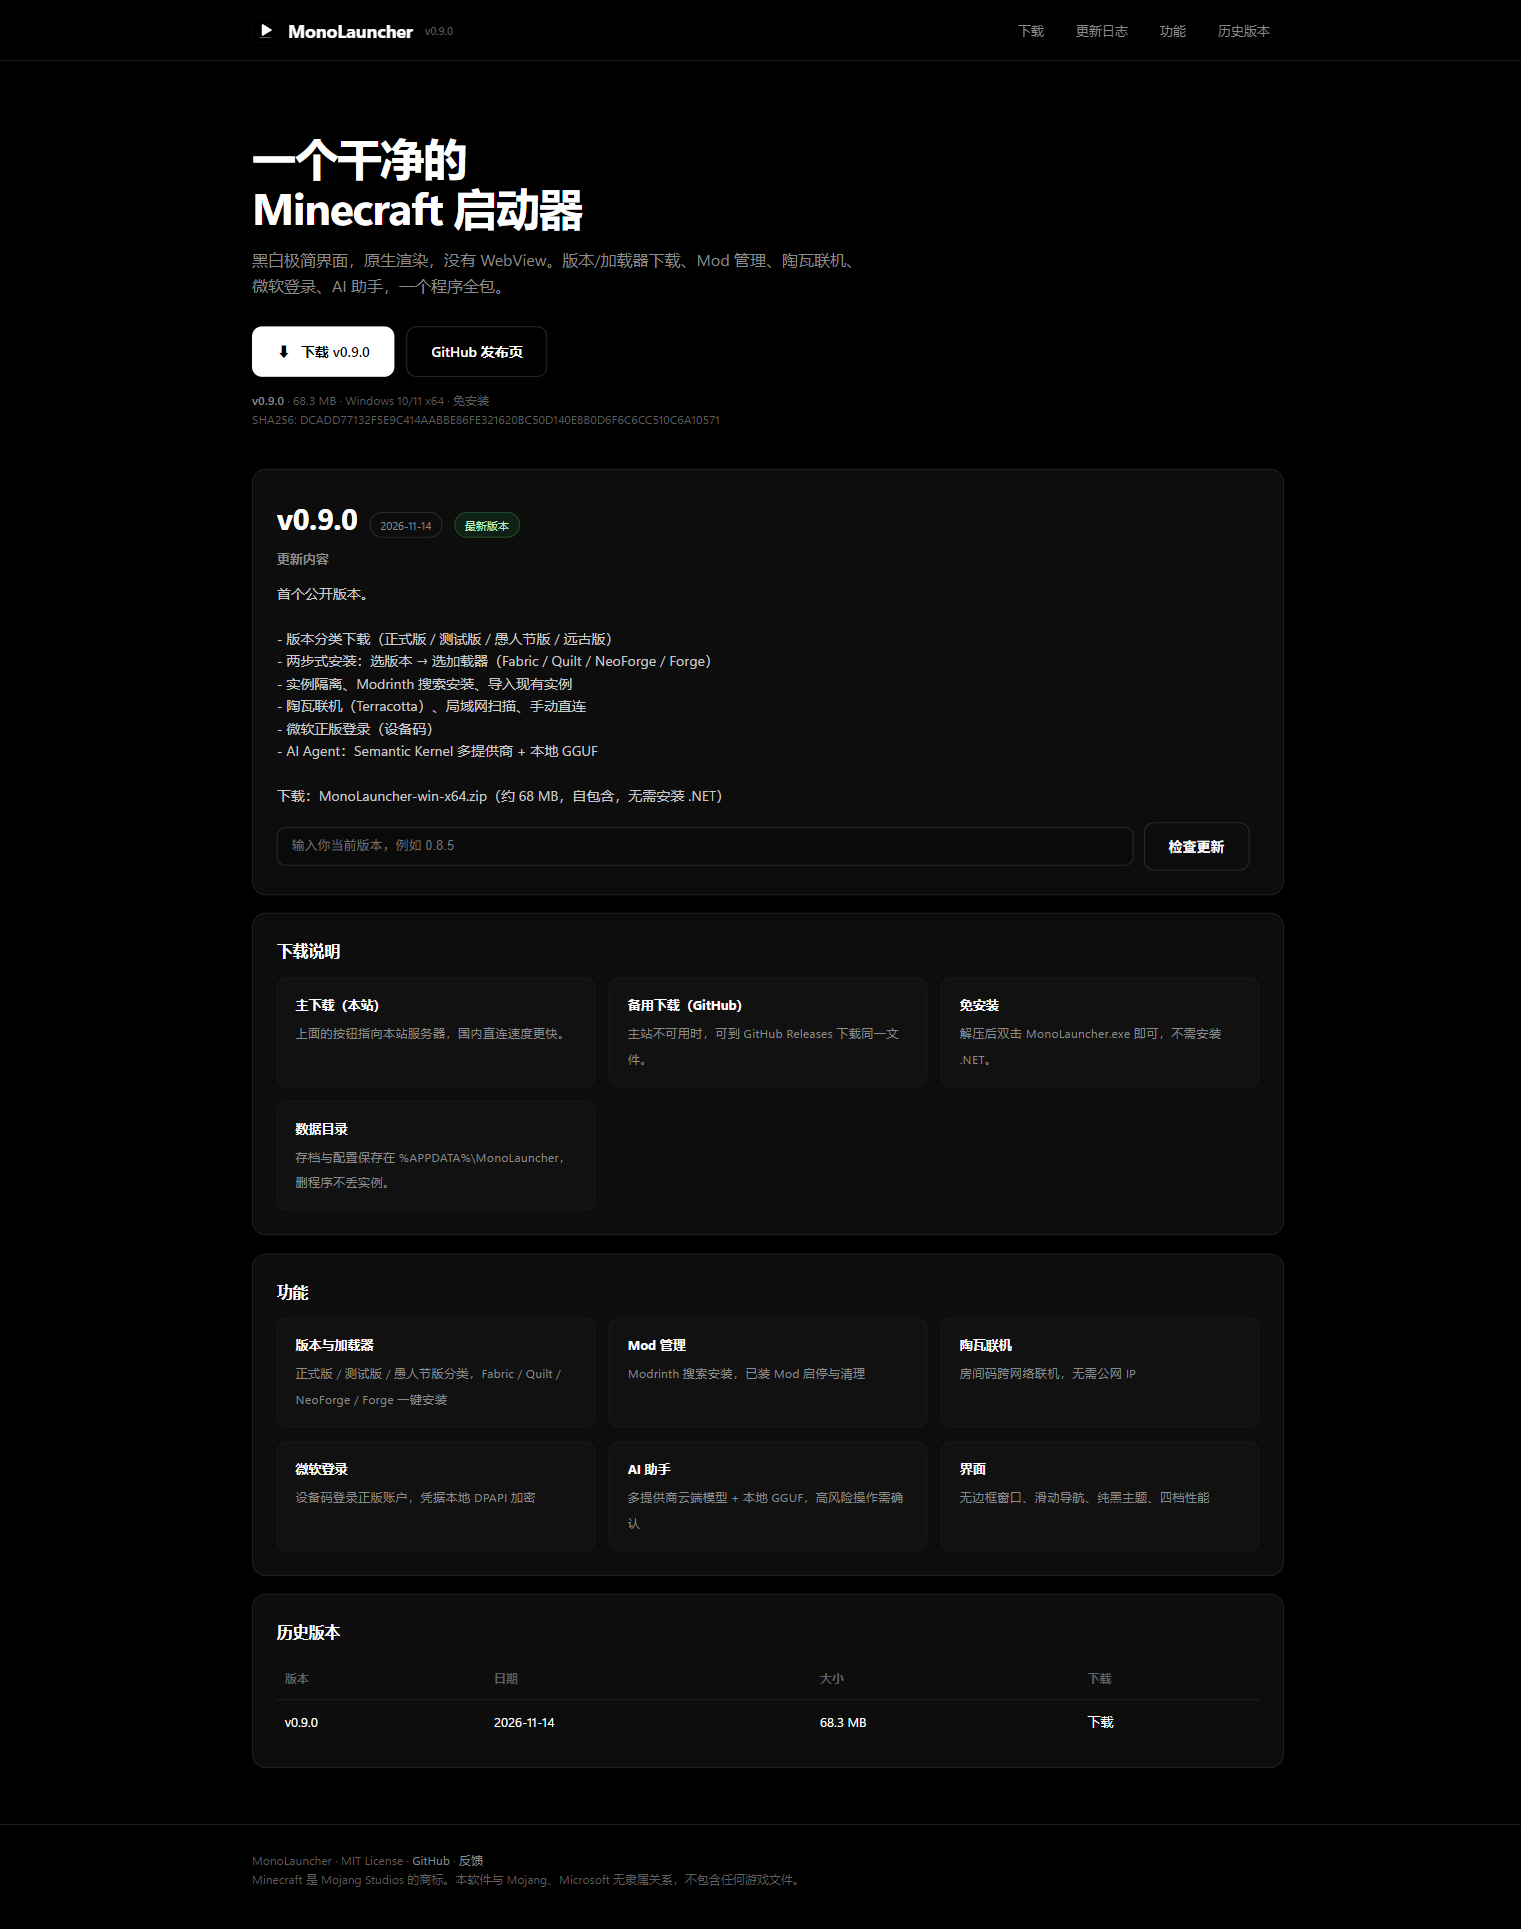 MonoLauncher v0.9.0 下载 更新日志 功能 历史版本
一个干净的
Minecraft 启动器
黑白极简界面，原生渲染，没有 WebView。版本/加载器下载、Mod 管理、陶瓦联机、
微软登录、AI 助手，一个程序全包。
⬇ 下载 v0.9.0
GitHub 发布页
v0.9.0 · 68.3 MB · Windows 10/11 x64 · 免安装
SHA256: DCADD77132F5E9C414AABBE86FE321620BC50D140E8B0D6F6C6CC510C6A10571
v0.9.0 2026-11-14 最新版本
更新内容
首个公开版本。
- 版本分类下载（正式版 / 测试版 / 愚人节版 / 远古版）
- 两步式安装：选版本 → 选加载器（Fabric / Quilt / NeoForge / Forge）
- 实例隔离、Modrinth 搜索安装、导入现有实例
- 陶瓦联机（Terracotta）、局域网扫描、手动直连
- 微软正版登录（设备码）
- AI Agent：Semantic Kernel 多提供商 + 本地 GGUF
下载：MonoLauncher-win-x64.zip（约 68 MB，自包含，无需安装 .NET）
输入你当前版本，例如 0.8.5
检查更新
下载说明
主下载（本站）
上面的按钮指向本站服务器，国内直连速度更快。
备用下载（GitHub）
主站不可用时，可到 GitHub Releases 下载同一文
件。
免安装
解压后双击 MonoLauncher.exe 即可，不需安装
.NET。
数据目录
存档与配置保存在 %APPDATA%\MonoLauncher，
删程序不丢实例。
功能
版本与加载器
正式版 / 测试版 / 愚人节版分类，Fabric / Quilt /
NeoForge / Forge 一键安装
Mod 管理
Modrinth 搜索安装，已装 Mod 启停与清理
陶瓦联机
房间码跨网络联机，无需公网 IP
微软登录
设备码登录正版账户，凭据本地 DPAPI 加密
AI 助手
多提供商云端模型 + 本地 GGUF，高风险操作需确
认
界面
无边框窗口、滑动导航、纯黑主题、四档性能
历史版本
版本 日期 大小 下载
v0.9.0 2026-11-14 68.3 MB 下载
MonoLauncher · MIT License · GitHub · 反馈
Minecraft 是 Mojang Studios 的商标。本软件与 Mojang、Microsoft 无隶属关系，不包含任何游戏文件。